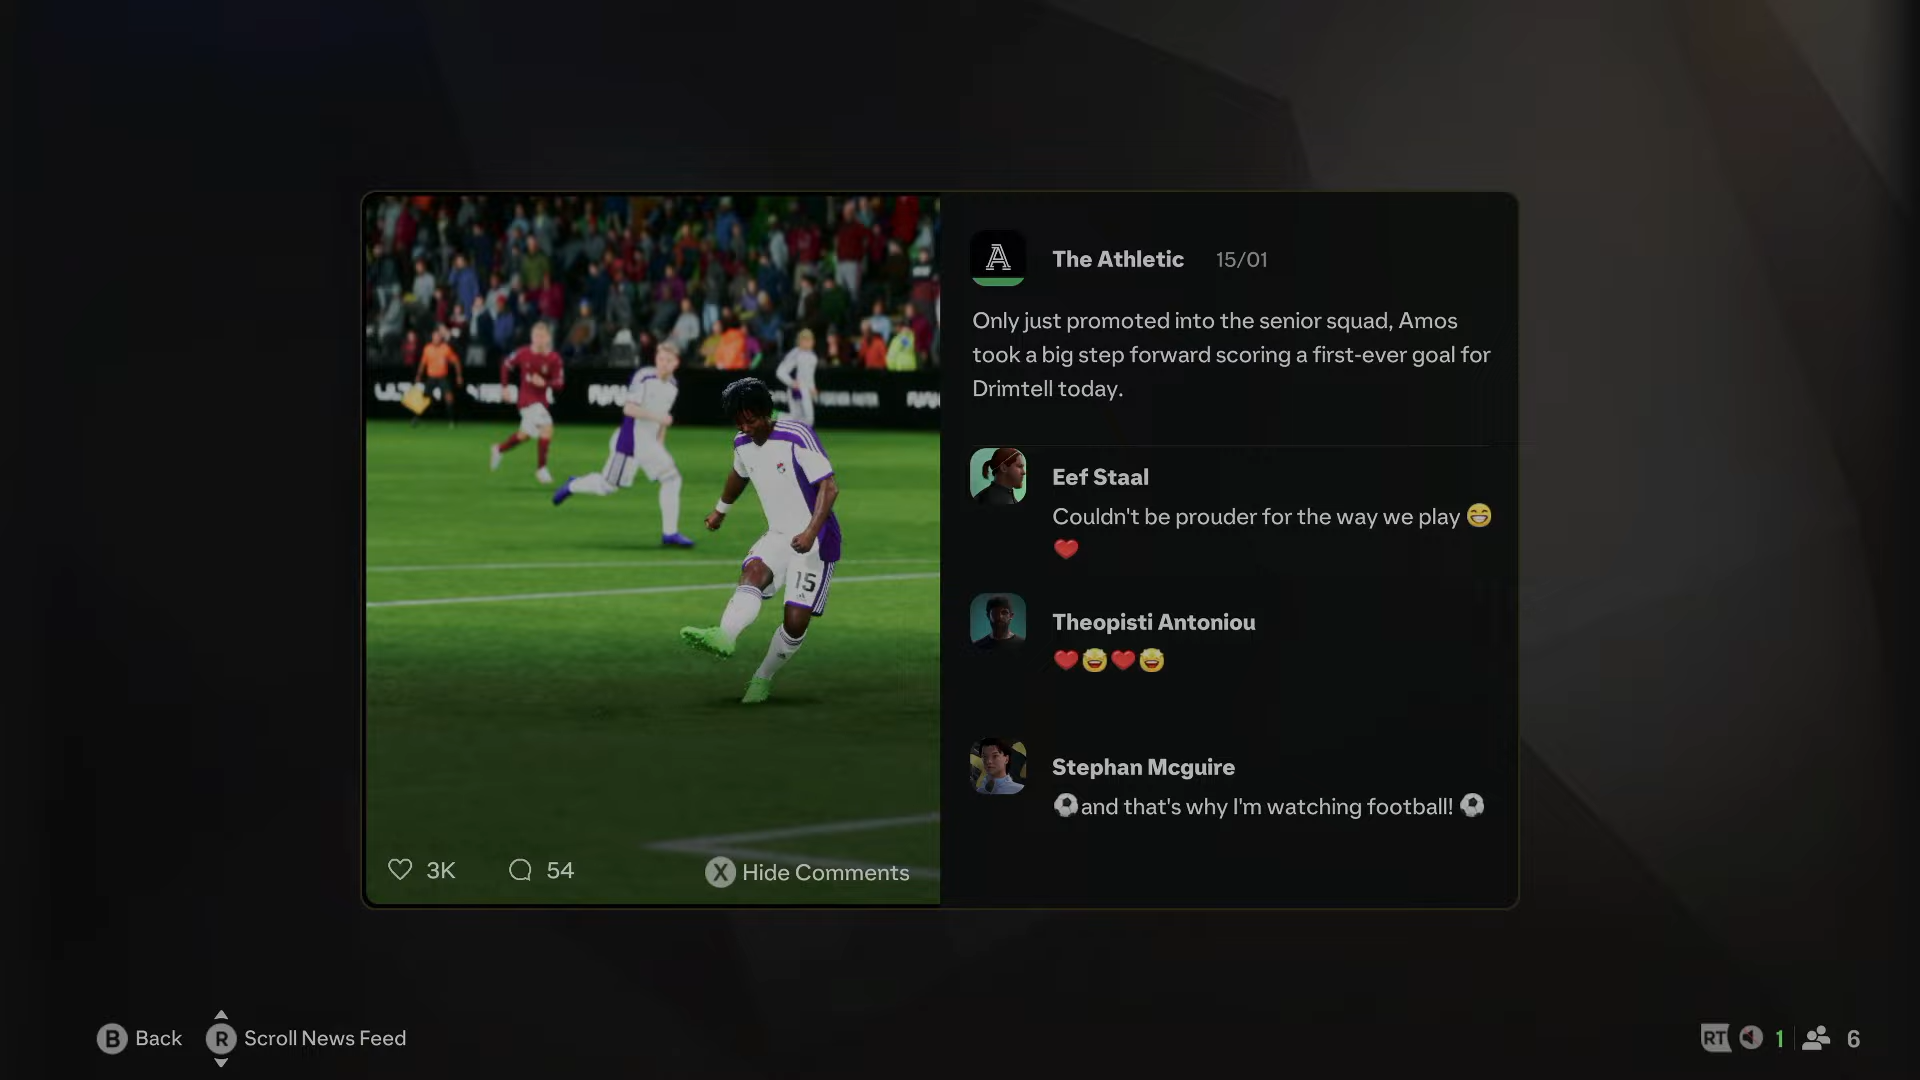 A
The Athletic 15/01
Only just promoted into the senior squad, Amos
took a big step forward scoring a first-ever goal for
Drimtell today.
Eef Staal
Couldn't be prouder for the way we play 😄
❤️
Theopisti Antoniou
❤️🤩❤️🤩
Stephan Mcguire
⚽and that's why I'm watching football! ⚽
15
3K 54 X Hide Comments
B Back R Scroll News Feed
RT 1 6